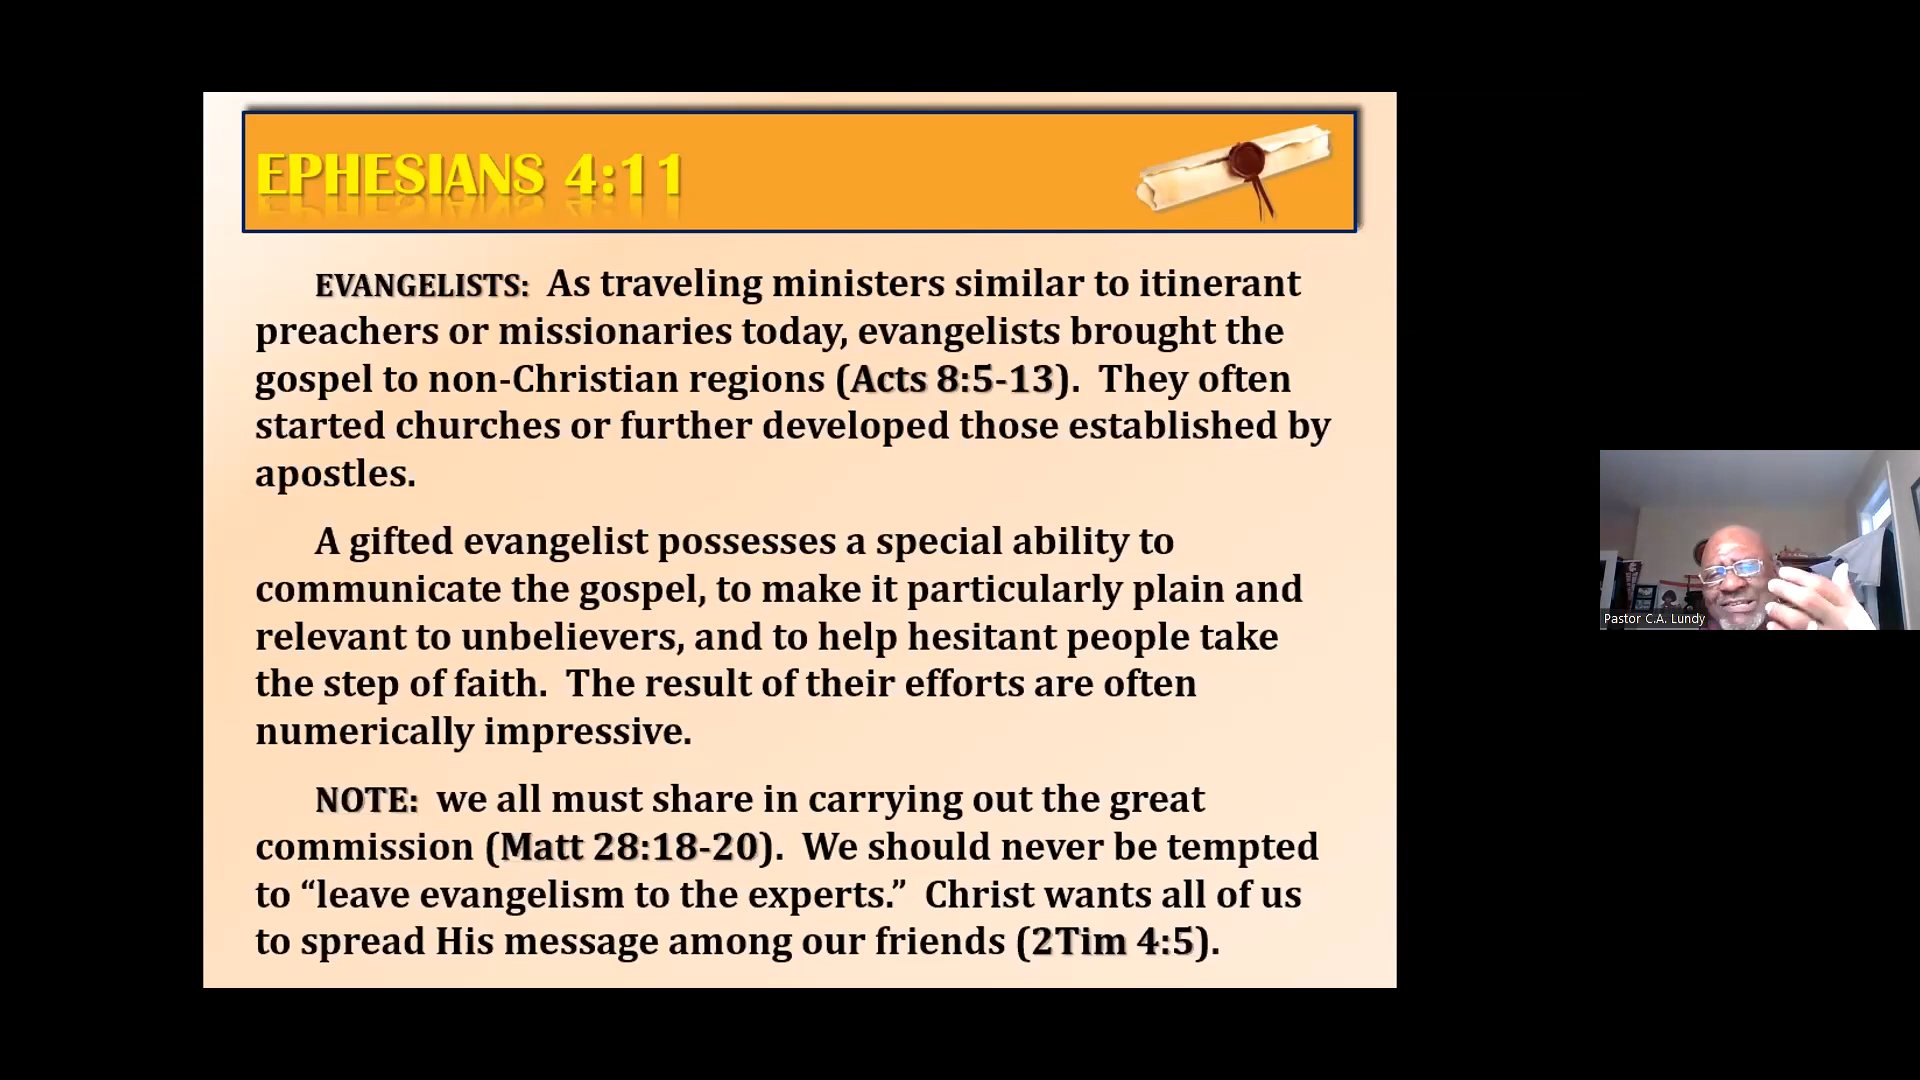 EPHESIANS 4:11
EVANGELISTS: As traveling ministers similar to itinerant
preachers or missionaries today, evangelists brought the
gospel to non-Christian regions (Acts 8:5-13). They often
started churches or further developed those established by
apostles.
A gifted evangelist possesses a special ability to
communicate the gospel, to make it particularly plain and
relevant to unbelievers, and to help hesitant people take
the step of faith. The result of their efforts are often
numerically impressive.
NOTE: we all must share in carrying out the great
commission (Matt 28:18-20). We should never be tempted
to “leave evangelism to the experts.” Christ wants all of us
to spread His message among our friends (2Tim 4:5).
Pastor C.A. Lundy